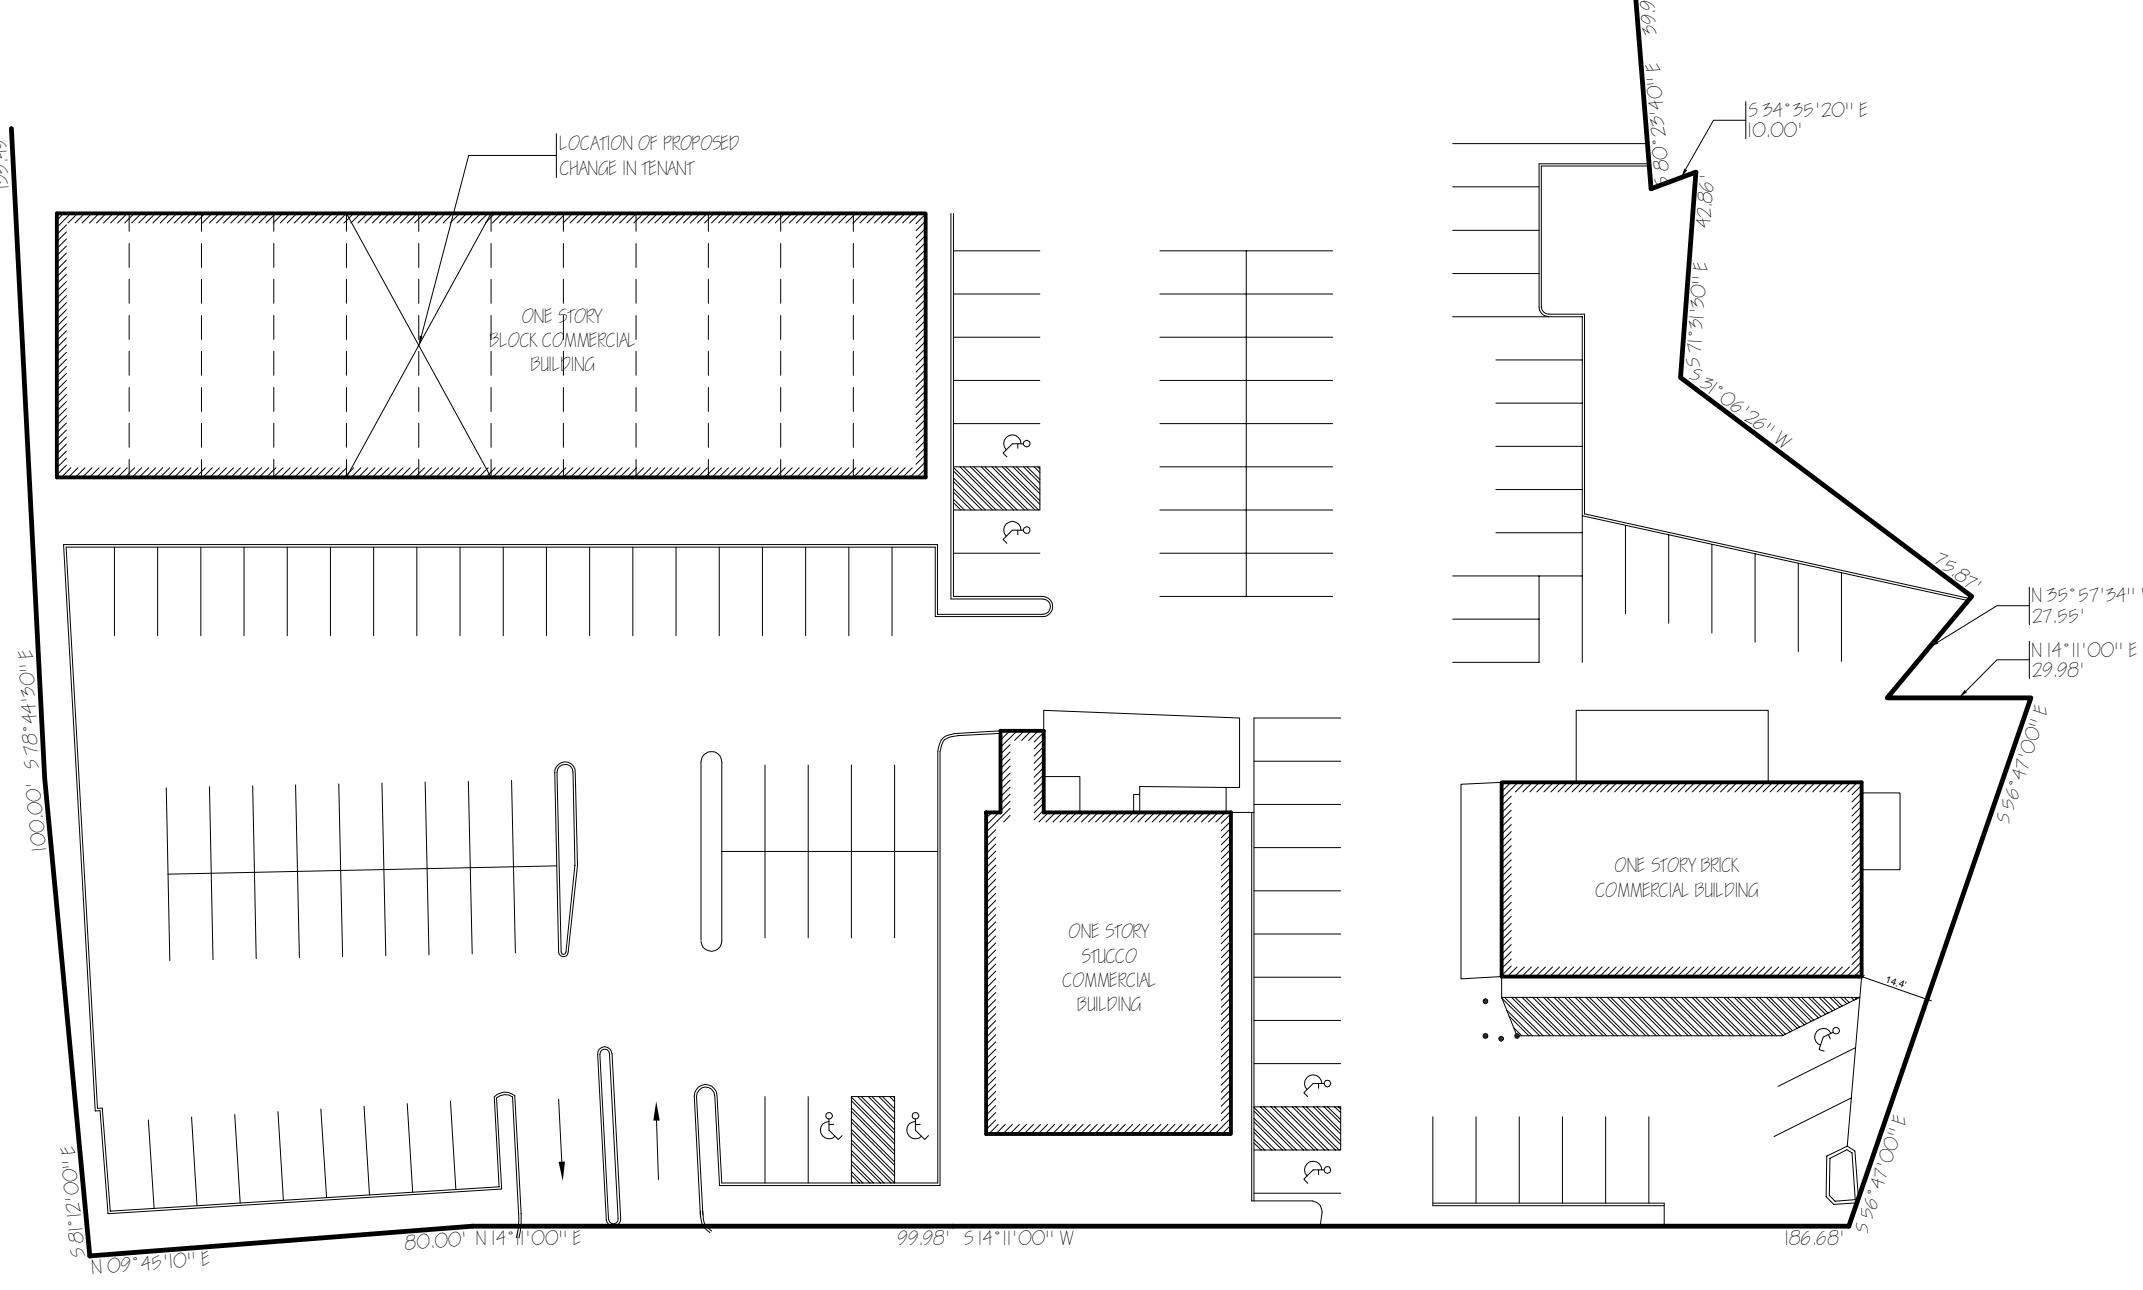 39.9
S 80°23'40" E
S 34°35'20" E
10.00'
LOCATION OF PROPOSED
CHANGE IN TENANT
42.86'
S 71°31'30" E
ONE STORY
BLOCK COMMERCIAL
BUILDING
S 31°06'26" W
75.87'
N 35°57'34"
27.55'
N 14°11'00" E
29.98'
100.00' S 78°44'30" E
S 56°47'00" E
ONE STORY BRICK
COMMERCIAL BUILDING
ONE STORY
STUCCO
COMMERCIAL
BUILDING
14.4'
S 81°12'00" E
S 56°47'00" E
80.00' N 14°11'00" E
99.98' S 14°11'00" W
186.68'
N 09°45'10" E